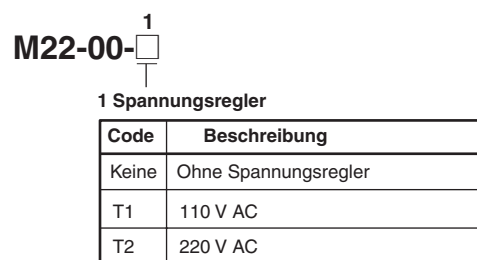 1
M22-00-□
1 Spannungsregler
Code Beschreibung
Keine Ohne Spannungsregler
T1 110 V AC
T2 220 V AC